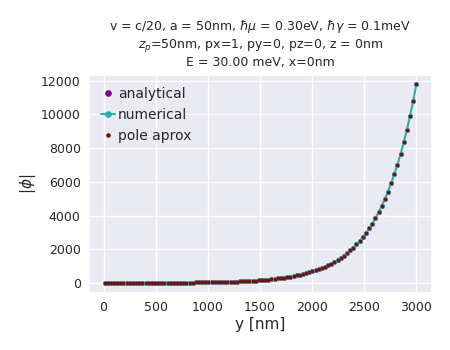 v = c/20, a = 50nm, ℏμ = 0.30eV, ℏγ = 0.1meV
z_p=50nm, px=1, py=0, pz=0, z = 0nm
E = 30.00 meV, x=0nm
12000
10000
8000
6000
4000
2000
0
|ϕ|
analytical
numerical
pole aprox
0 500 1000 1500 2000 2500 3000
y [nm]